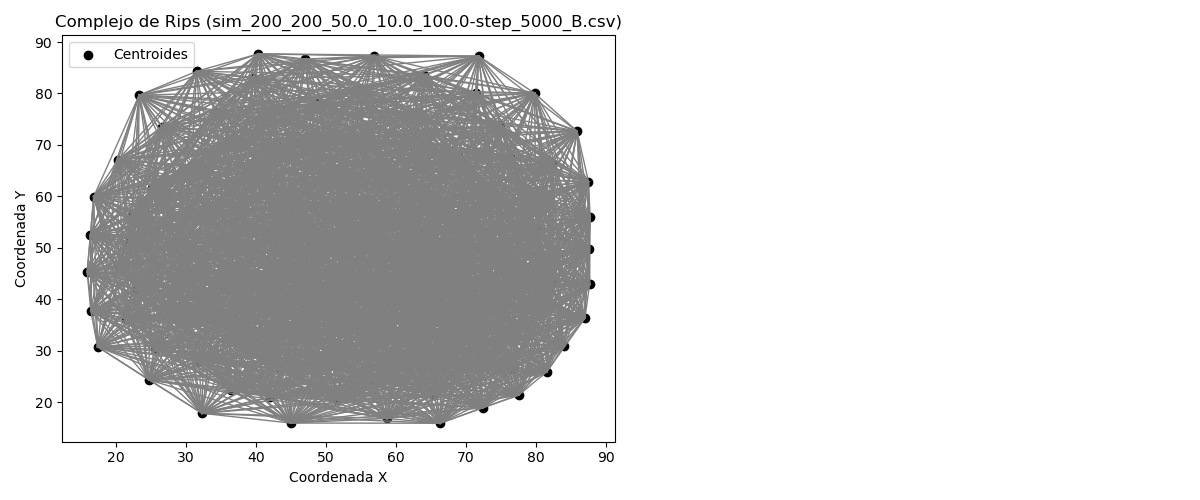 Complejo de Rips (sim_200_200_50.0_10.0_100.0-step_5000_B.csv)
Centroides
90
80
70
60
50
40
30
20
Coordenada Y
20 30 40 50 60 70 80 90
Coordenada X